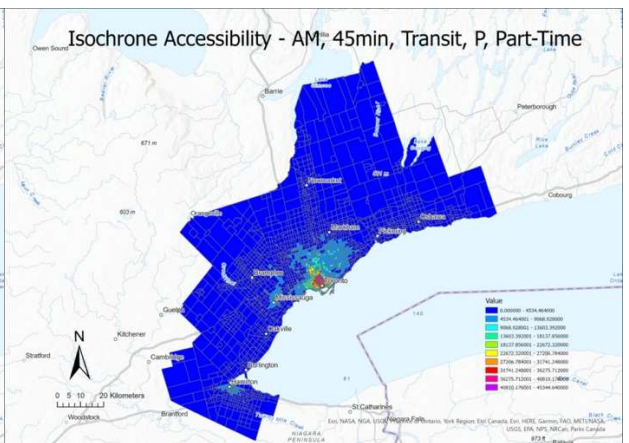 Isochrone Accessibility - AM, 45min, Transit, P, Part-Time
Owen Sound
Barrie
Peterborough
671 m
Newmarket
Cobourg
Orangeville
603 m
Oshawa
Markham
Pickering
Brampton
Mississauga
Guelph
Oakville
Kitchener
Stratford
Cambridge
Burlington
Hamilton
Woodstock
Brantford
St.Catharines
Niagara Falls
NIAGARA
PENINSULA
N
0 5 10 20 Kilometers
Value
0.000000 - 4534.464000
4534.464001 - 9068.928000
9068.928001 - 13603.392000
13603.392001 - 18137.856000
18137.856001 - 22672.320000
22672.320001 - 27206.784000
27206.784001 - 31741.248000
31741.248001 - 36275.712000
36275.712001 - 40810.176000
40810.176001 - 45344.640000
Esri, NASA, NGA, USGS, Province of Ontario, York Region, Esri Canada, Esri, HERE, Garmin, FAO, METI/NASA,
USGS, EPA, NPS, NRCan, Parks Canada